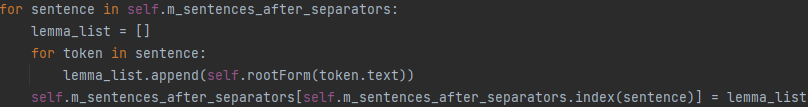 for sentence in self.m_sentences_after_separators:
    lemma_list = []
    for token in sentence:
        lemma_list.append(self.rootForm(token.text))
    self.m_sentences_after_separators[self.m_sentences_after_separators.index(sentence)] = lemma_list